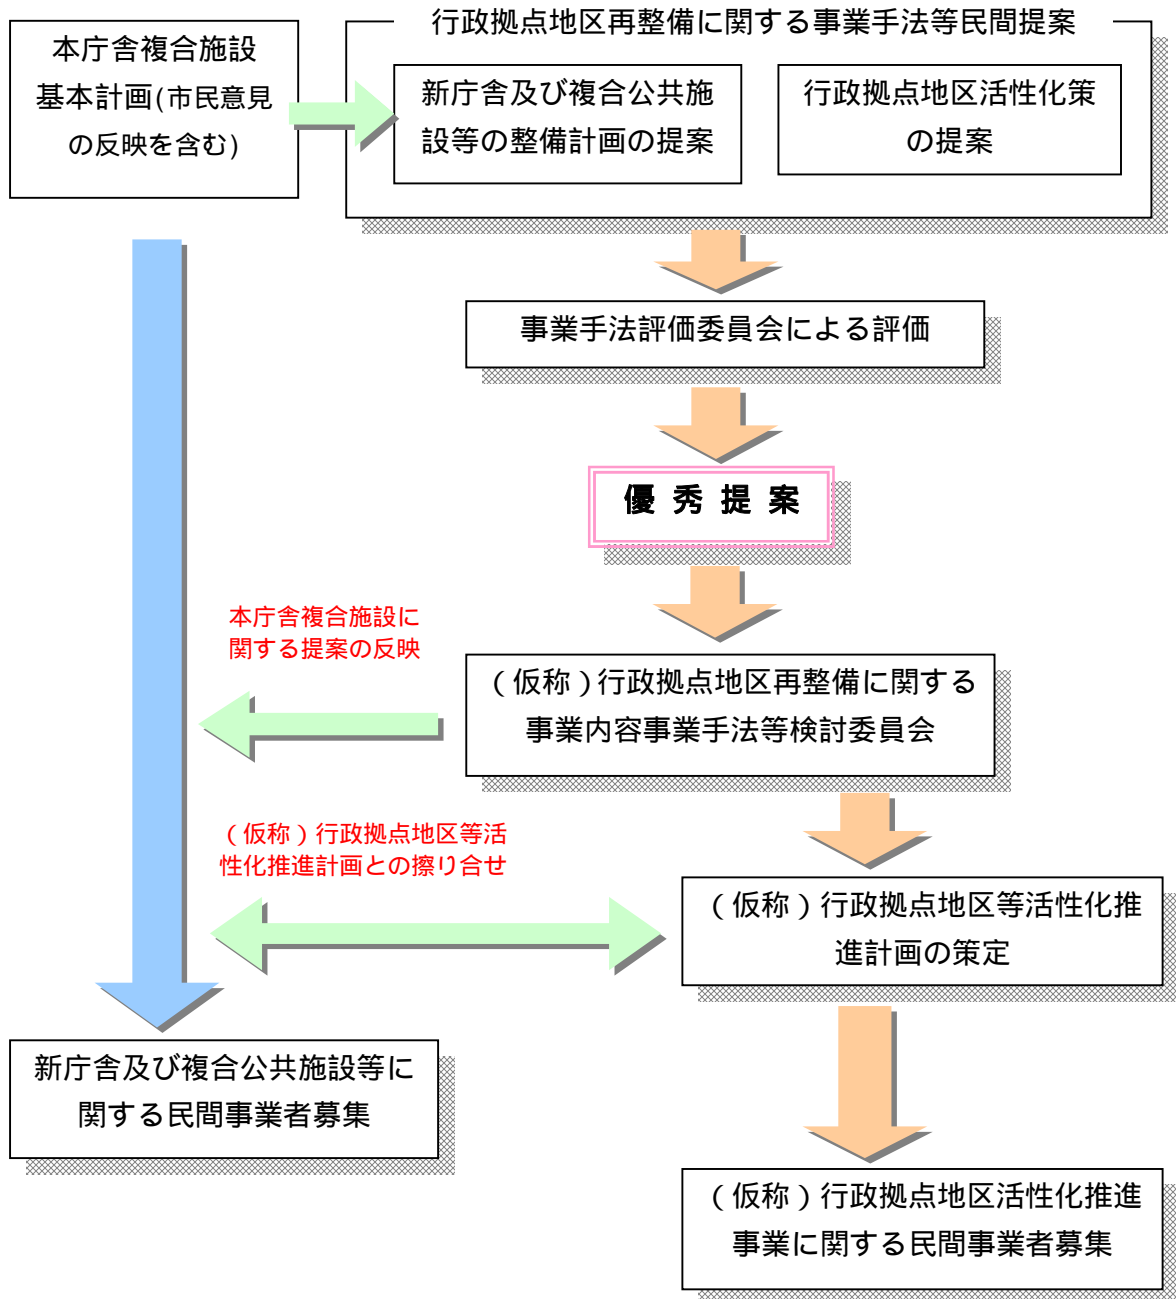 本庁舎複合施設
基本計画(市民意見
の反映を含む)
行政拠点地区再整備に関する事業手法等民間提案
新庁舎及び複合公共施
設等の整備計画の提案
行政拠点地区活性化策
の提案
事業手法評価委員会による評価
優 秀 提 案
本庁舎複合施設に
関する提案の反映
（仮称）行政拠点地区再整備に関する
事業内容事業手法等検討委員会
（仮称）行政拠点地区等活
性化推進計画との擦り合せ
（仮称）行政拠点地区等活性化推
進計画の策定
新庁舎及び複合公共施設等に
関する民間事業者募集
（仮称）行政拠点地区活性化推進
事業に関する民間事業者募集